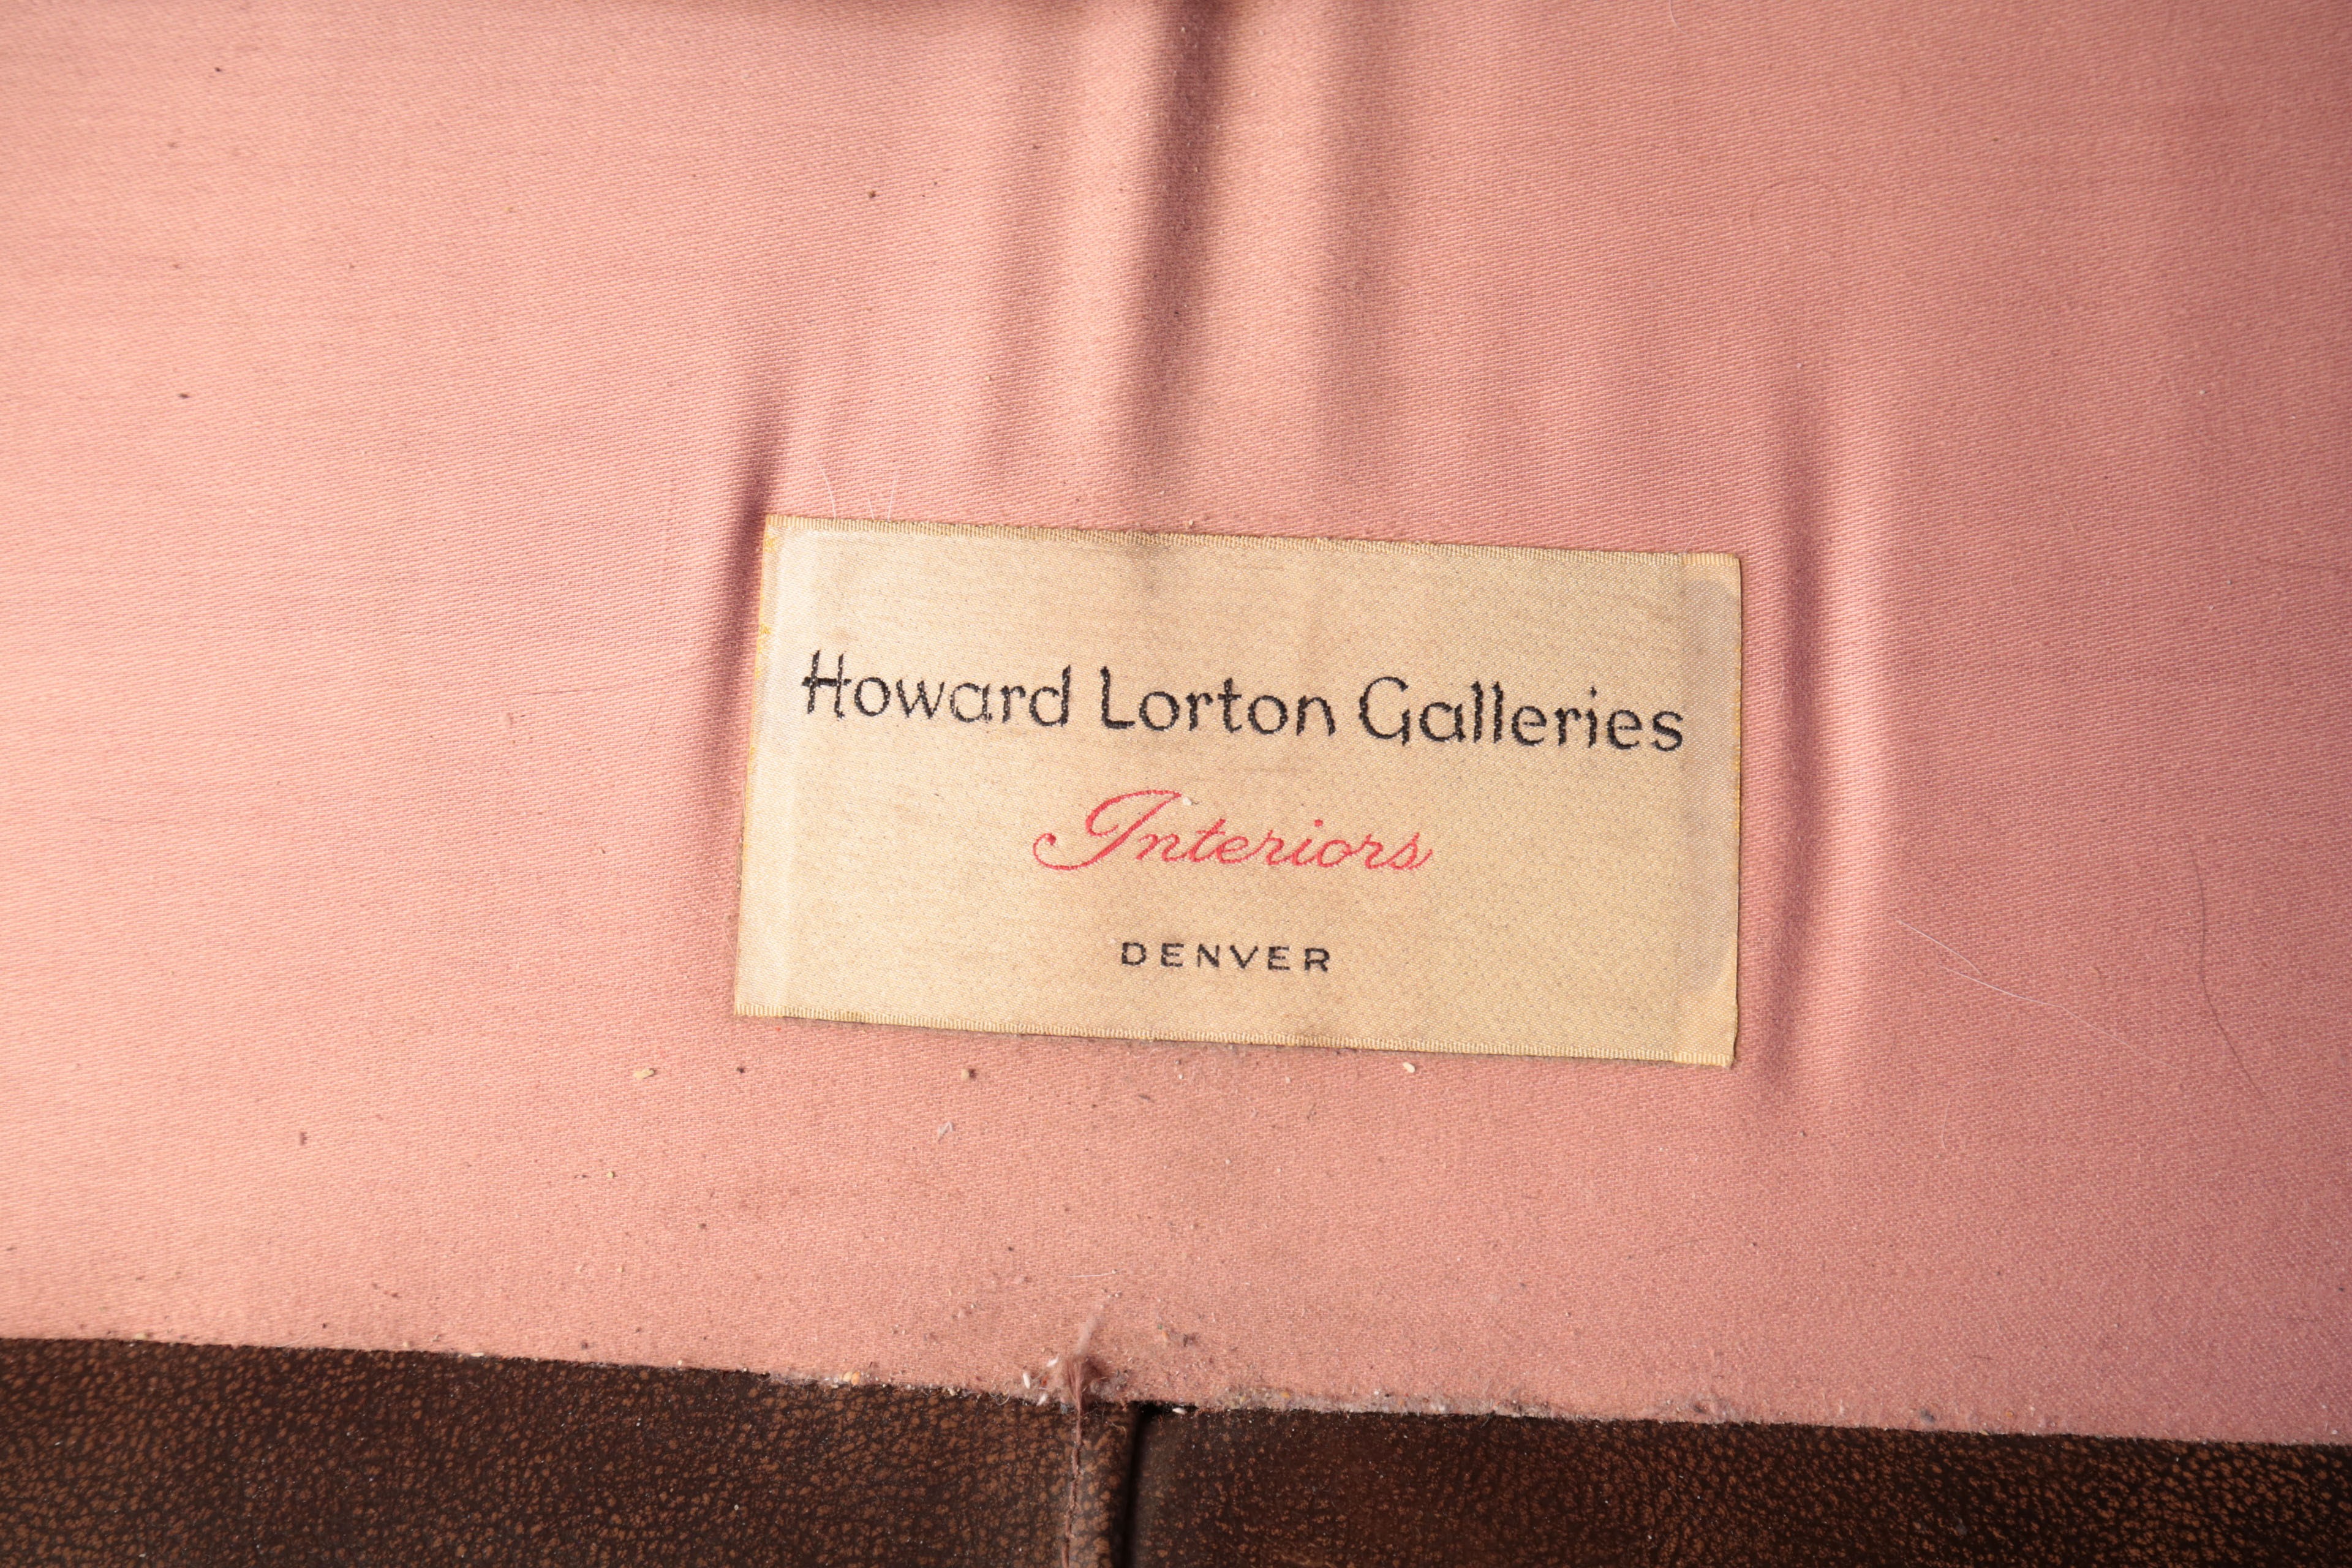 Howard Lorton Galleries
Interiors
DENVER